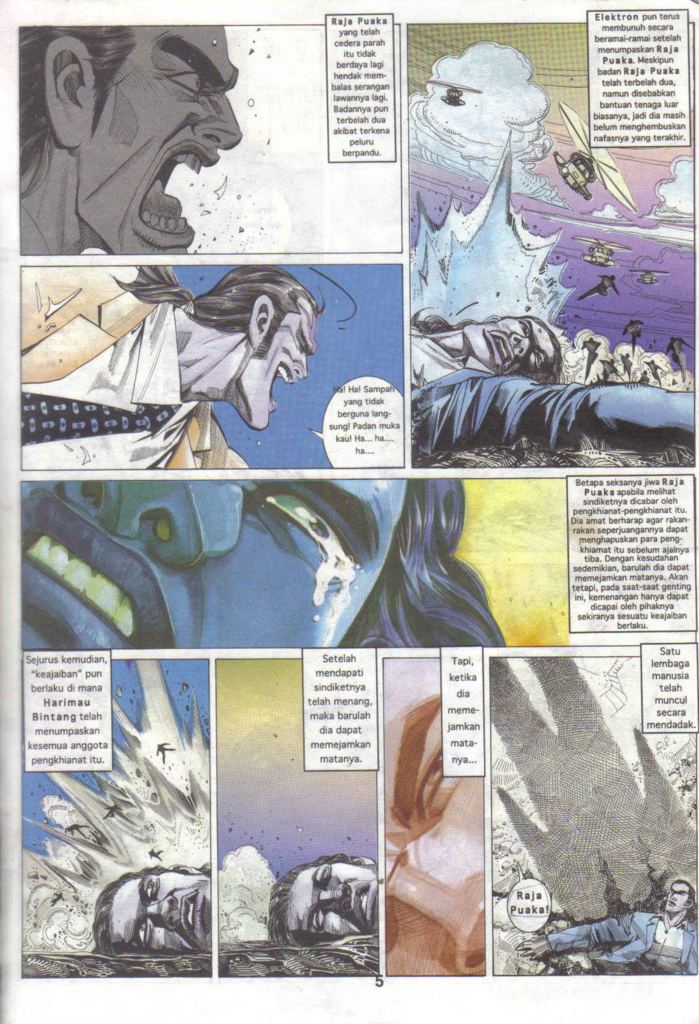 Raja Puaka
yang telah
cedera parah
itu tidak
berdaya lagi
hendak mem-
balas serangan
lawannya lagi.
Badannya pun
terbelah dua
akibat terkena
peluru
berpandu.
Elektron pun terus
membunuh secara
beramai-ramai setelah
menumpaskan Raja
Puaka. Meskipun
badan Raja Puaka
telah terbelah dua,
namun disebabkan
bantuan tenaga luar
biasanya, jadi dia masih
belum menghembuskan
nafasnya yang terakhir.
Ha! Ha! Sampah
yang tidak
berguna lang-
sung! Padan muka
kau! Ha... ha....
ha....
Betapa seksanya jiwa Raja
Puaka apabila melihat
sindiketnya dicabar oleh
pengkhianat-pengkhianat itu.
Dia amat berharap agar rakan-
rakan seperjuangannya dapat
menghapuskan para peng-
khiamat itu sebelum ajalnya
tiba. Dengan kesudahan
sedemikian, barulah dia dapat
memejamkan matanya. Akan
tetapi, pada saat-saat genting
ini, kemenangan hanya dapat
dicapai oleh pihaknya
sekiranya sesuatu keajaiban
berlaku.
Sejurus kemudian,
"keajaiban" pun
berlaku di mana
Harimau
Bintang telah
menumpaskan
kesemua anggota
pengkhianat itu.
Setelah
mendapati
sindiketnya
telah menang,
maka barulah
dia dapat
memejamkan
matanya.
Tapi,
ketika
dia
meme-
jamkan
mata-
nya...
Satu
lembaga
manusia
telah
muncul
secara
mendadak.
Raja
Puaka!
5